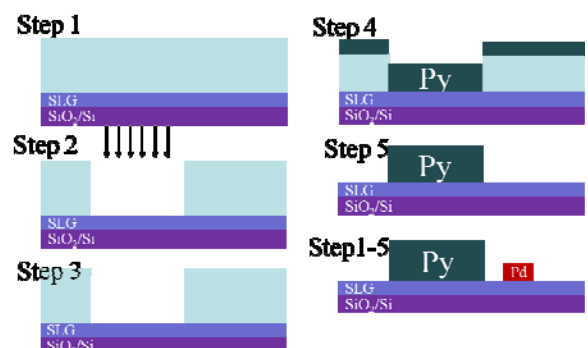 Step 1
SLG
SiO₂/Si
Step 2
SLG
SiO₂/Si
Step 3
SLG
SiO₂/Si
Step 4
Py
SLG
SiO₂/Si
Step 5
Py
SLG
SiO₂/Si
Step1-5
Py
Pd
SLG
SiO₂/Si